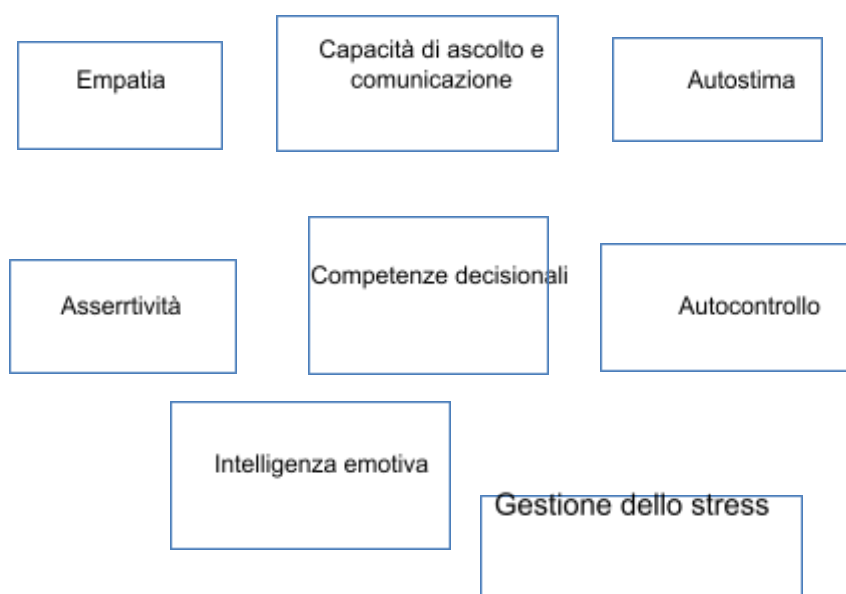 Empatia
Capacità di ascolto e
comunicazione
Autostima
Asserrtività
Competenze decisionali
Autocontrollo
Intelligenza emotiva
Gestione dello stress